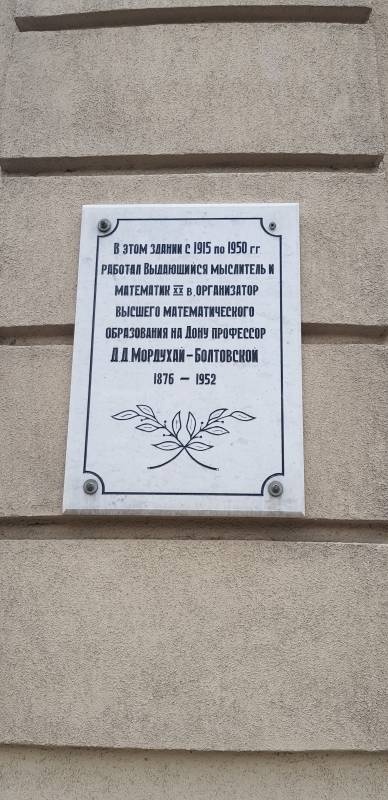 В этом здании с 1915 по 1950 гг
работал Выдающийся мыслитель и
математик XX в, организатор
высшего математического
образования на Дону профессор
Д.Д Мордухай-Болтовской
1876 – 1952